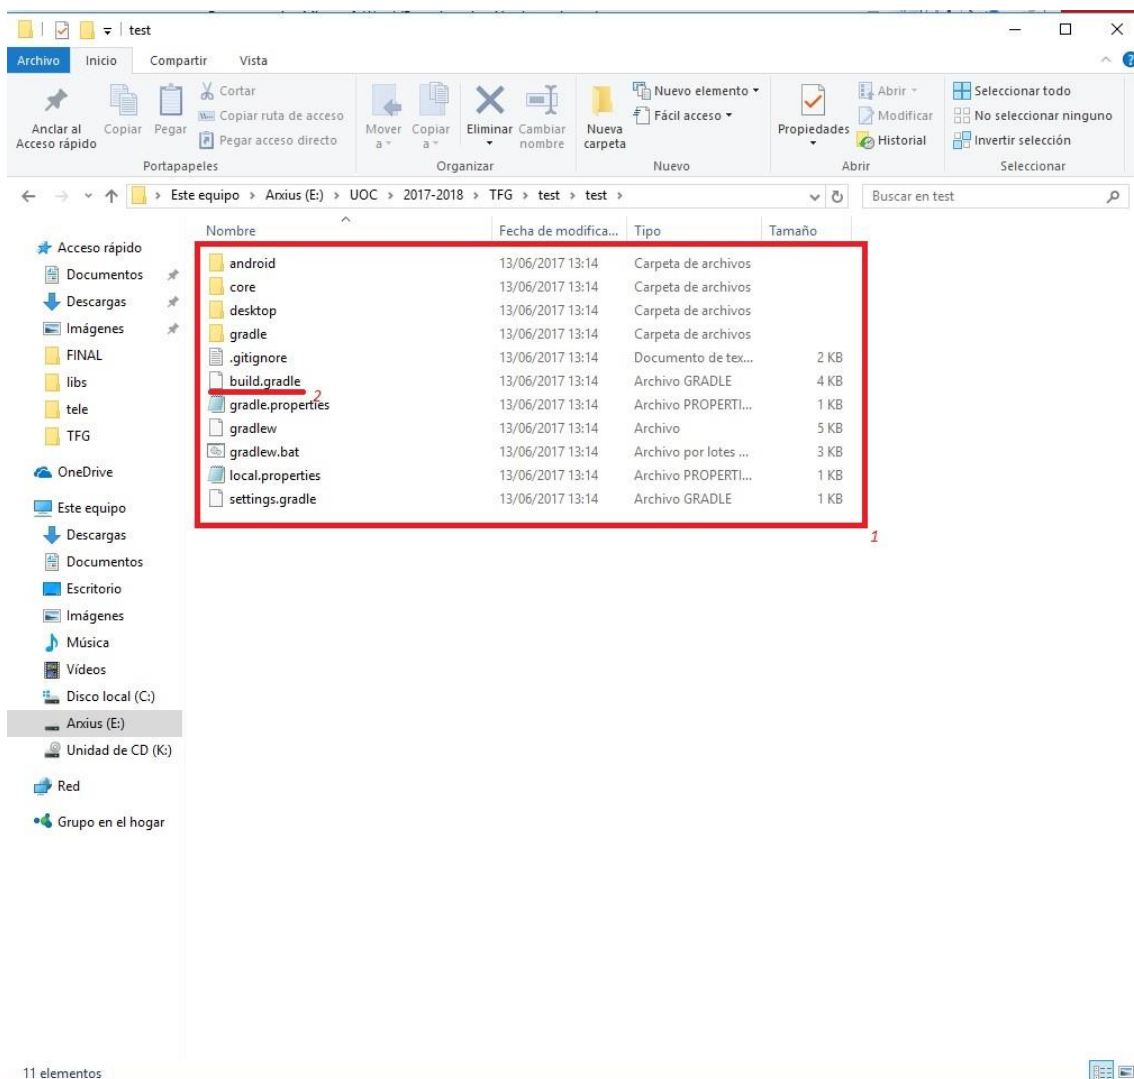 test
Archivo Inicio Compartir Vista
Anclar al Acceso rápido
Copiar
Pegar
Cortar
Copiar ruta de acceso
Pegar acceso directo
Portapapeles
Mover a
Copiar a
Eliminar
Cambiar nombre
Organizar
Nueva carpeta
Nuevo elemento
Fácil acceso
Nuevo
Propiedades
Abrir
Modificar
Historial
Abrir
Seleccionar todo
No seleccionar ninguno
Invertir selección
Seleccionar
Este equipo > Arxius (E:) > UOC > 2017-2018 > TFG > test > test >
Buscar en test
Acceso rápido
Documentos
Descargas
Imágenes
FINAL
libs
tele
TFG
OneDrive
Este equipo
Descargas
Documentos
Escritorio
Imágenes
Música
Vídeos
Disco local (C:)
Arxius (E:)
Unidad de CD (K:)
Red
Grupo en el hogar
Nombre Fecha de modifica... Tipo Tamaño
android 13/06/2017 13:14 Carpeta de archivos
core 13/06/2017 13:14 Carpeta de archivos
desktop 13/06/2017 13:14 Carpeta de archivos
gradle 13/06/2017 13:14 Carpeta de archivos
.gitignore 13/06/2017 13:14 Documento de tex... 2 KB
build.gradle 13/06/2017 13:14 Archivo GRADLE 4 KB
2
gradle.properties 13/06/2017 13:14 Archivo PROPERTI... 1 KB
gradlew 13/06/2017 13:14 Archivo 5 KB
gradlew.bat 13/06/2017 13:14 Archivo por lotes ... 3 KB
local.properties 13/06/2017 13:14 Archivo PROPERTI... 1 KB
settings.gradle 13/06/2017 13:14 Archivo GRADLE 1 KB
1
11 elementos